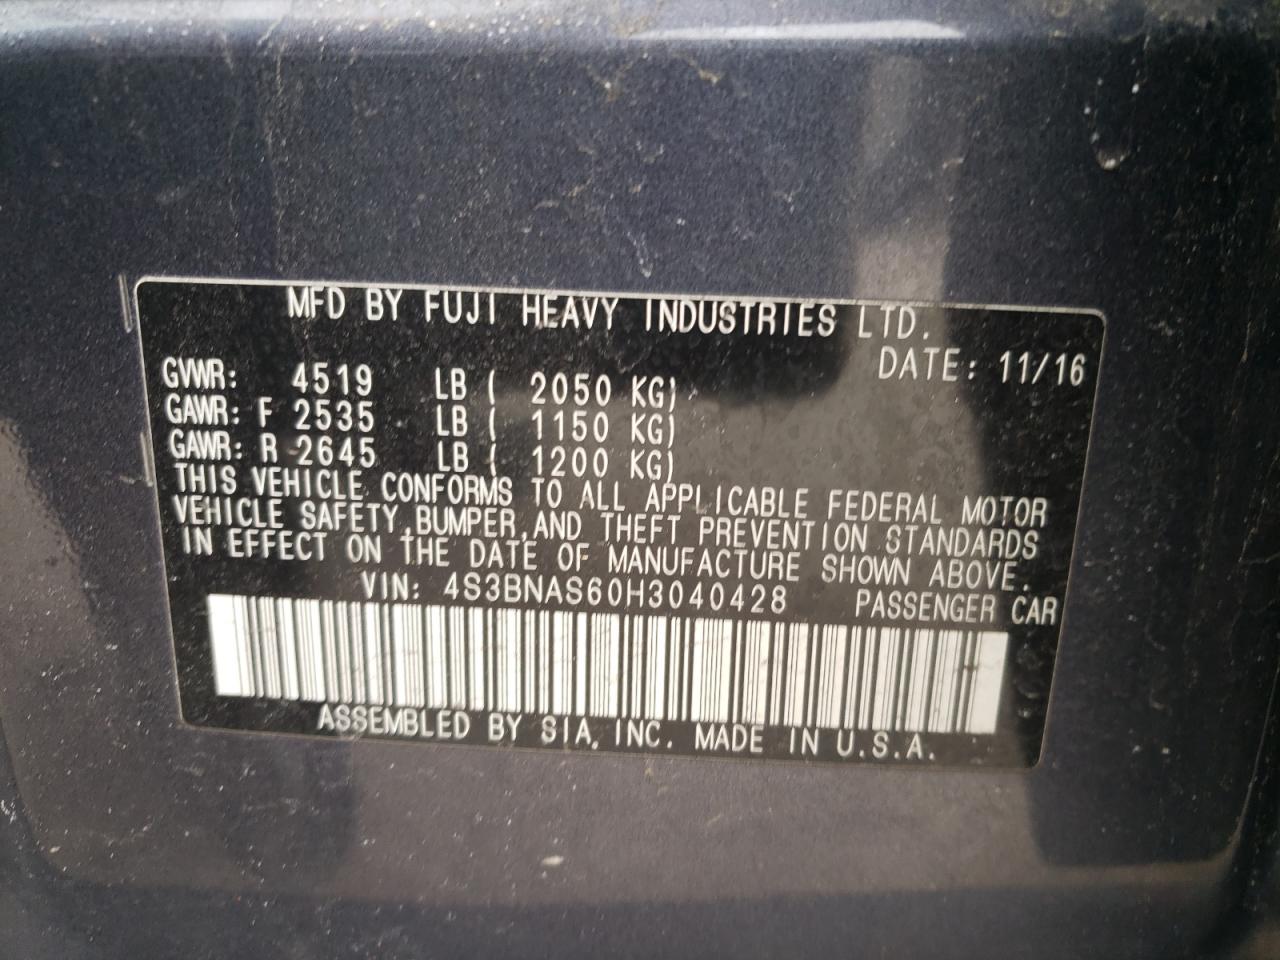 MFD BY FUJI HEAVY INDUSTRIES LTD.
DATE: 11/16
GVWR: 4519 LB ( 2050 KG)
GAWR: F 2535 LB ( 1150 KG)
GAWR: R 2645 LB ( 1200 KG)
THIS VEHICLE CONFORMS TO ALL APPLICABLE FEDERAL MOTOR
VEHICLE SAFETY,BUMPER,AND THEFT PREVENTION STANDARDS
IN EFFECT ON THE DATE OF MANUFACTURE SHOWN ABOVE.
VIN: 4S3BNAS60H3040428 PASSENGER CAR
ASSEMBLED BY SIA, INC. MADE IN U.S.A.